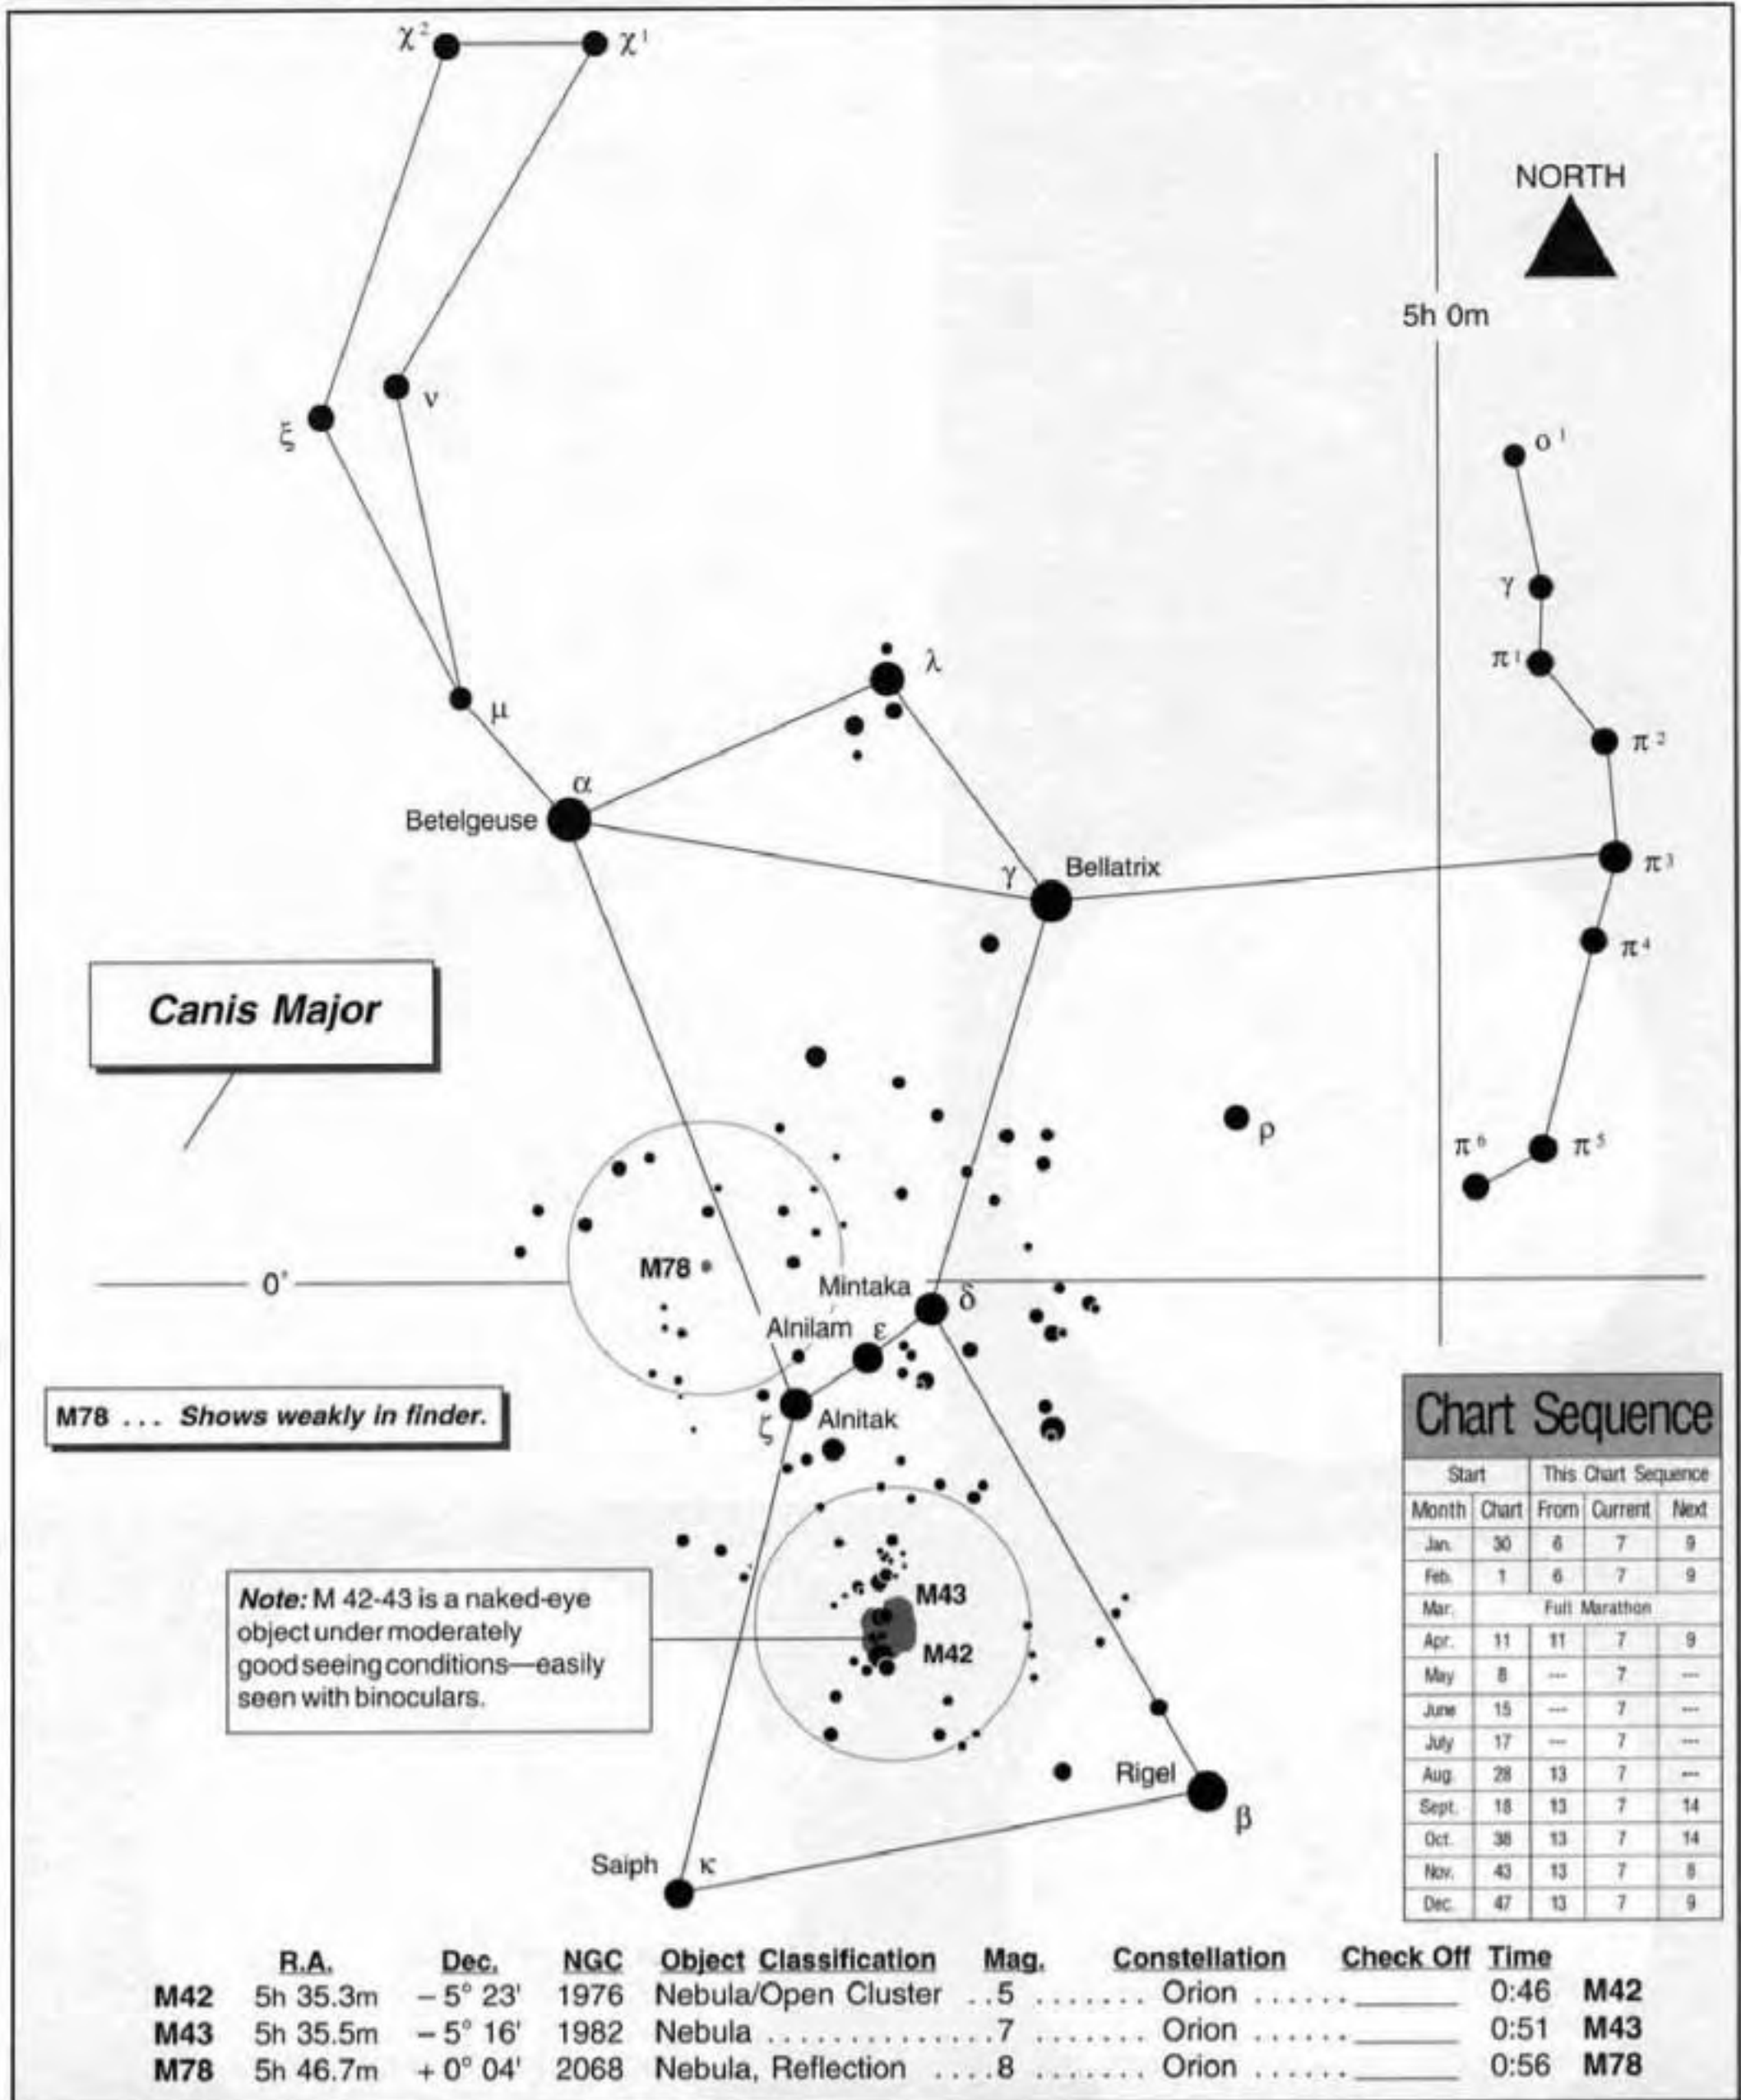 χ² χ¹
NORTH
5h 0m
ξ ν
ο¹
γ
π¹
λ
μ
π²
α
Betelgeuse
γ Bellatrix
π³
π⁴
Canis Major
ρ
π⁶ π⁵
M78
0°
Mintaka δ
Alnilam ε
M78 ... Shows weakly in finder.
ζ Alnitak
Note: M 42-43 is a naked-eye
object under moderately
good seeing conditions—easily
seen with binoculars.
M43
M42
Rigel
β
Saiph κ
Chart Sequence
Start This Chart Sequence
Month Chart From Current Next
Jan. 30 6 7 9
Feb. 1 6 7 9
Mar. Full Marathon
Apr. 11 11 7 9
May 8 --- 7 ---
June 15 --- 7 ---
July 17 --- 7 ---
Aug. 28 13 7 ---
Sept. 18 13 7 14
Oct. 38 13 7 14
Nov. 43 13 7 8
Dec. 47 13 7 9
R.A. Dec. NGC Object Classification Mag. Constellation Check Off Time
M42 5h 35.3m − 5° 23' 1976 Nebula/Open Cluster ..5 ....... Orion ......_______ 0:46 M42
M43 5h 35.5m − 5° 16' 1982 Nebula ..............7 ....... Orion ......_______ 0:51 M43
M78 5h 46.7m + 0° 04' 2068 Nebula, Reflection ....8 ....... Orion ......_______ 0:56 M78